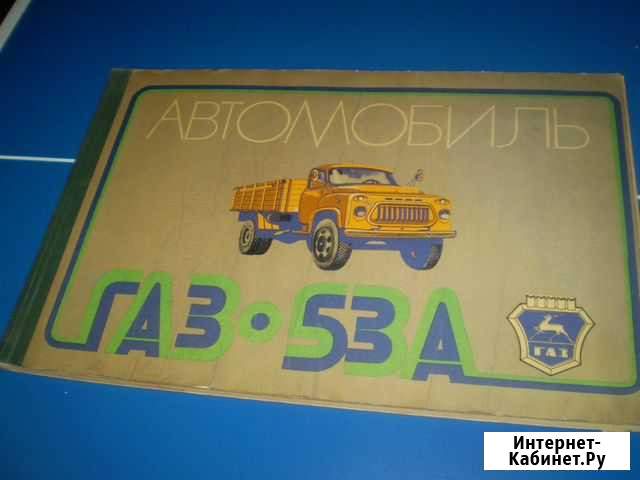 АВТОМОБИЛЬ
ГАЗ·53А
ГАЗ
Интернет-
Кабинет.Ру